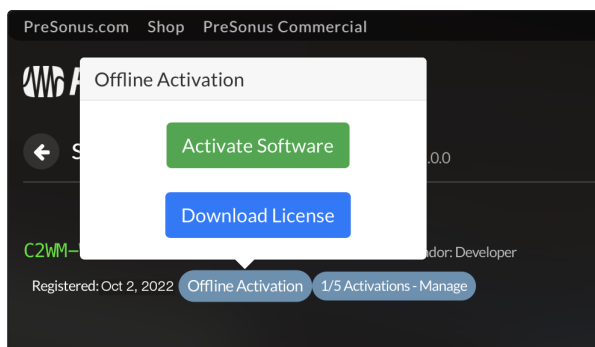 PreSonus.com Shop PreSonus Commercial
Offline Activation
Activate Software
.0.0
Download License
C2WM-
ndor: Developer
Registered: Oct 2, 2022 Offline Activation 1/5 Activations - Manage